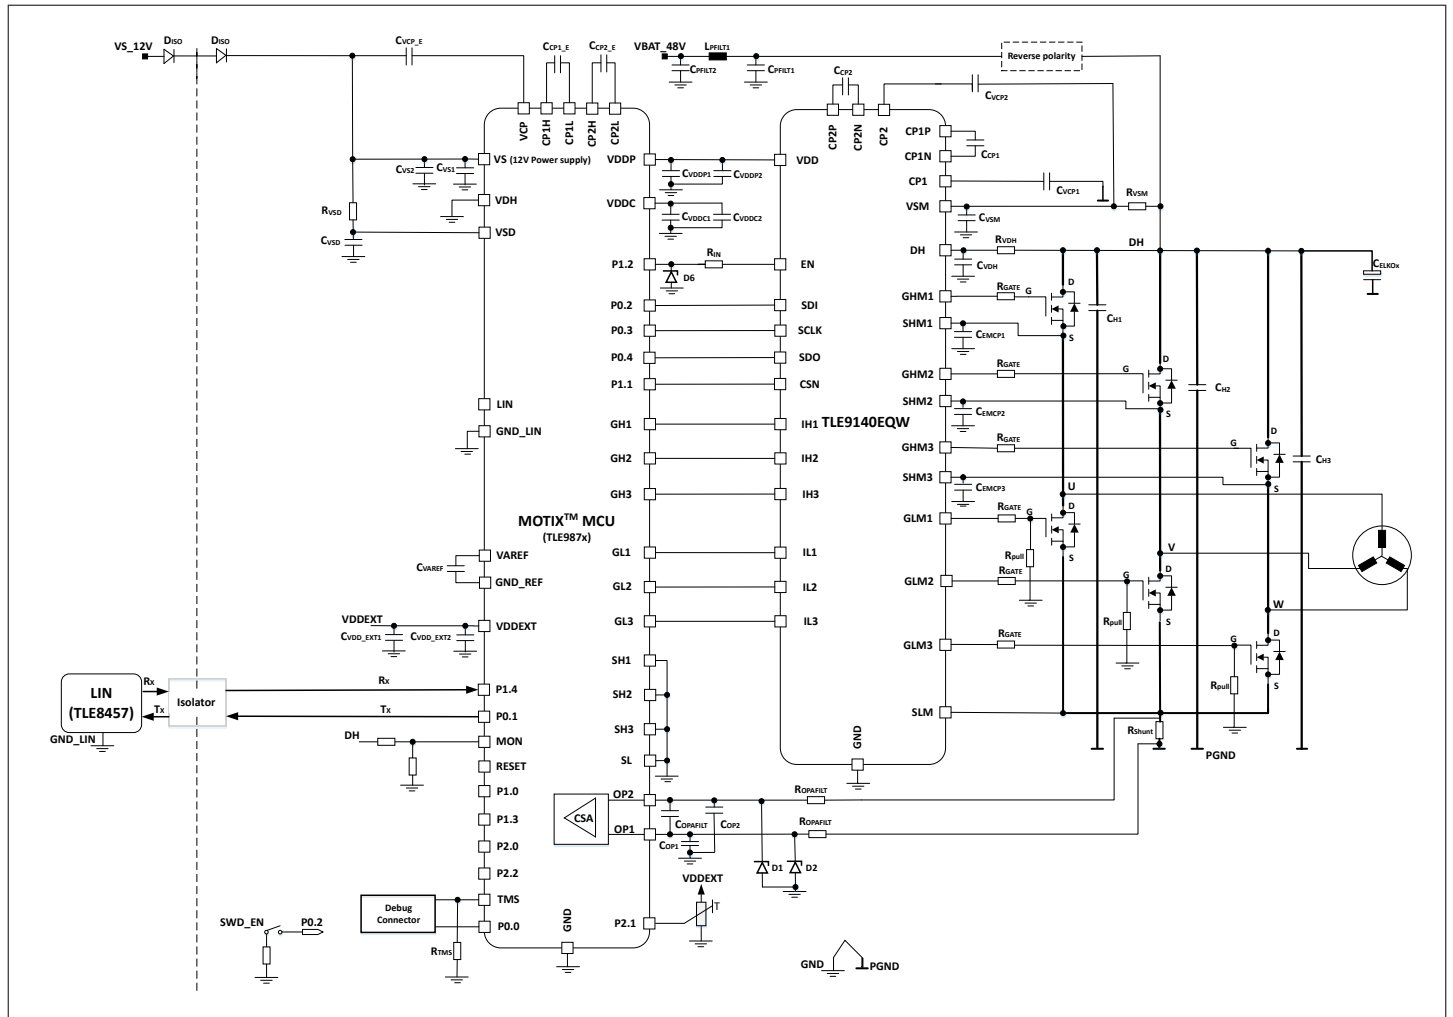 VS_12V
DISO
DISO
CVCP_E
CCP1_E
CCP2_E
VBAT_48V
LPFILT1
CPFILT2
CPFILT1
Reverse polarity
CCP2
CVCP2
VCP
CP1H
CP1L
CP2H
CP2L
CP2P
CP2N
CP2
CP1P
CP1N
CCP1
CP1
CVCP1
VSM
RVSM
CVSM
CVS2
CVS1
VS (12V Power supply)
VDDP
CVDDP1
CVDDP2
VDD
VDH
VDDC
CVDDC1
CVDDC2
RVSD
CVSD
VSD
P1.2
RIN
D6
EN
DH
RVDH
DH
CVDH
CELKOx
P0.2
SDI
GHM1
RGATE
G
D
S
CH1
P0.3
SCLK
SHM1
CEMCP1
P0.4
SDO
P1.1
CSN
GHM2
RGATE
G
D
S
CH2
LIN
SHM2
CEMCP2
GND_LIN
GH1
IH1
TLE9140EQW
GHM3
RGATE
G
D
S
CH3
GH2
IH2
SHM3
CEMCP3
GH3
IH3
U
MOTIX™ MCU
(TLE987x)
GLM1
RGATE
G
D
S
Rpull
VAREF
CVAREF
GND_REF
GL1
IL1
V
GL2
IL2
GLM2
RGATE
G
D
S
Rpull
W
VDDEXT
CVDD_EXT1
CVDD_EXT2
VDDEXT
GL3
IL3
GLM3
RGATE
G
D
S
Rpull
SH1
LIN
(TLE8457)
Rx
Tx
Isolator
Rx
Tx
P1.4
P0.1
SH2
SH3
SL
SLM
GND
RShunt
PGND
GND_LIN
DH
MON
RESET
P1.0
P1.3
P2.0
P2.2
CSA
OP2
OP1
COPAFILT
COP2
COP1
ROPAFILT
ROPAFILT
D1
D2
VDDEXT
T
TMS
P0.0
Debug
Connector
RTMS
GND
P2.1
SWD_EN
P0.2
GND
PGND